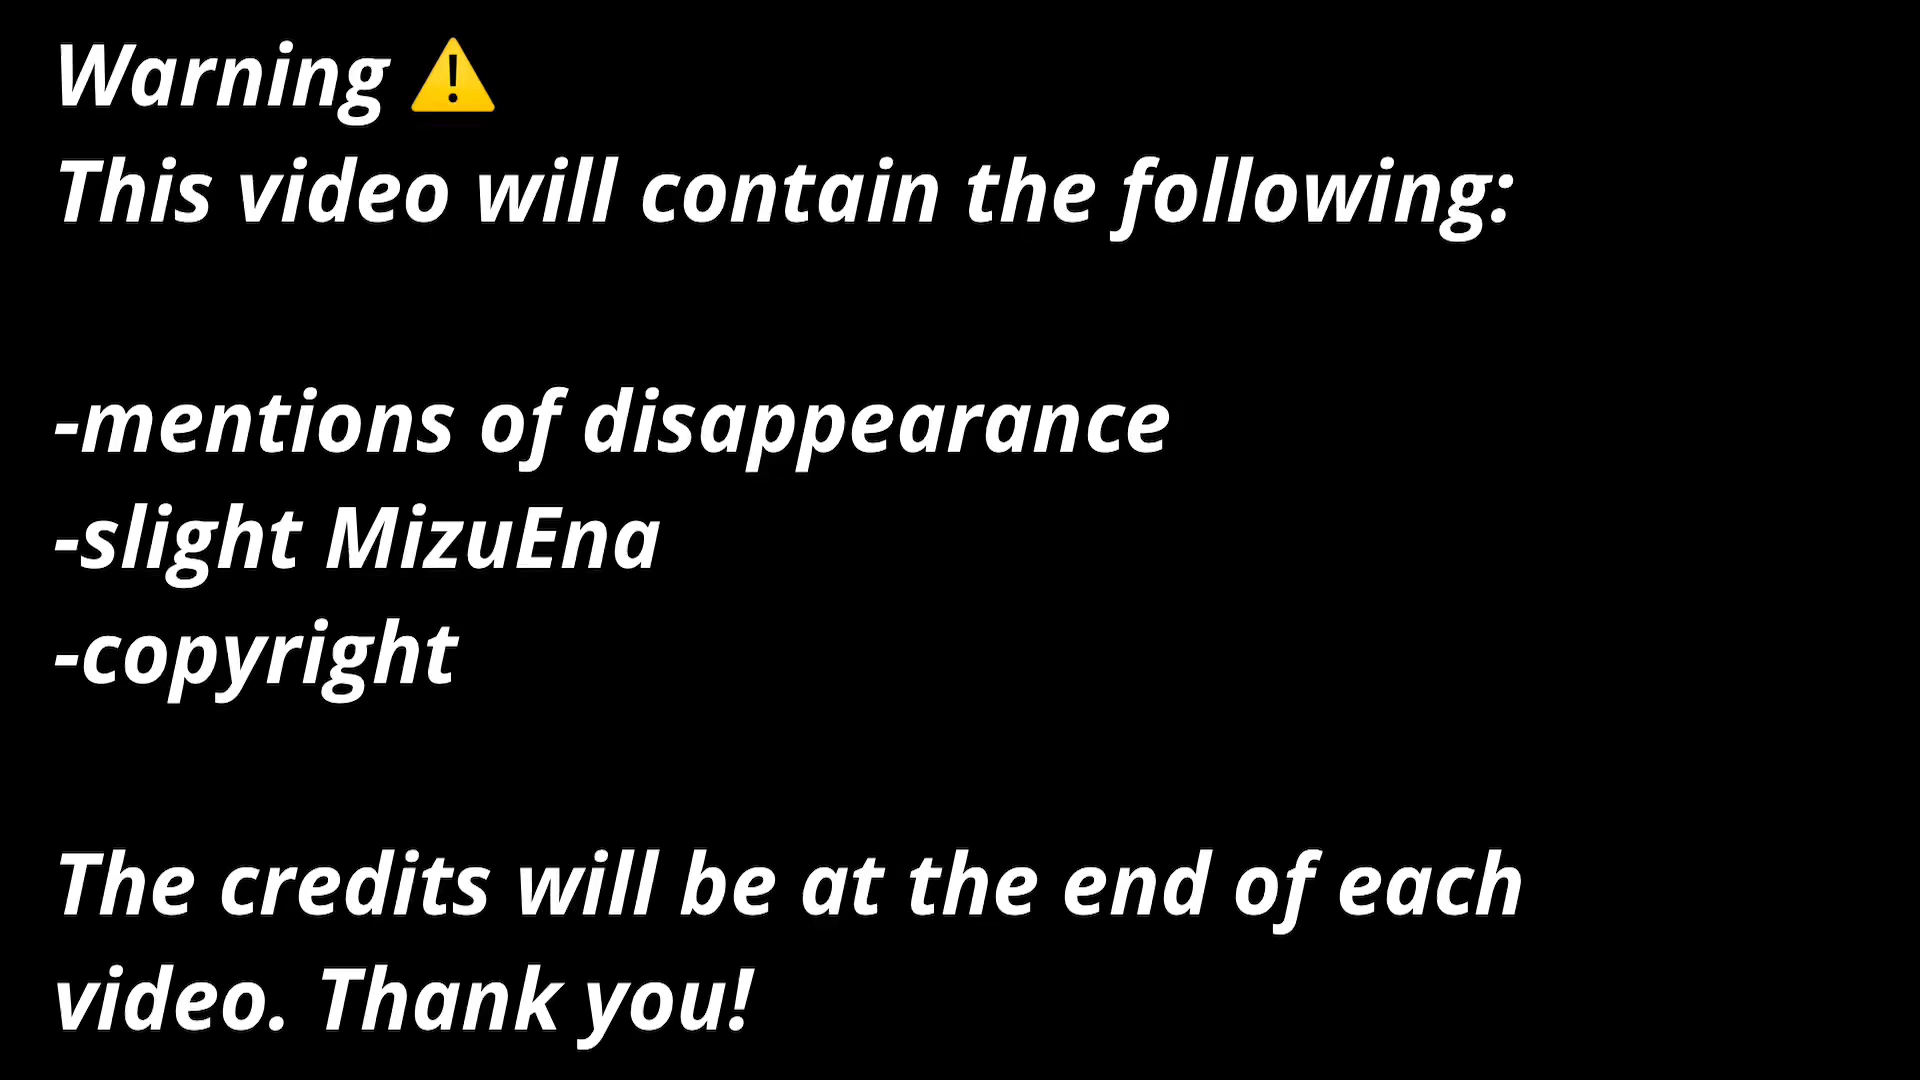 Warning ⚠️
This video will contain the following:
-mentions of disappearance
-slight MizuEna
-copyright
The credits will be at the end of each
video. Thank you!